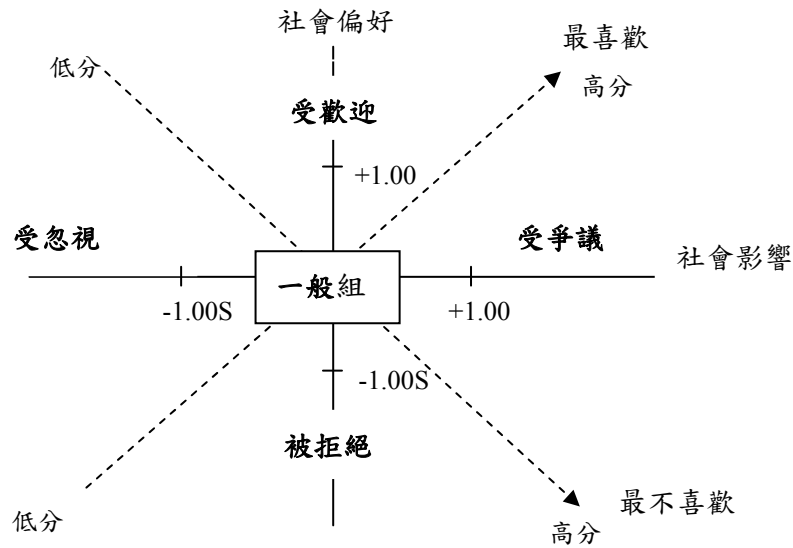 社會偏好
最喜歡
低分
高分
受歡迎
+1.00
受忽視
受爭議
社會影響
一般組
-1.00S
+1.00
-1.00S
被拒絕
最不喜歡
低分
高分